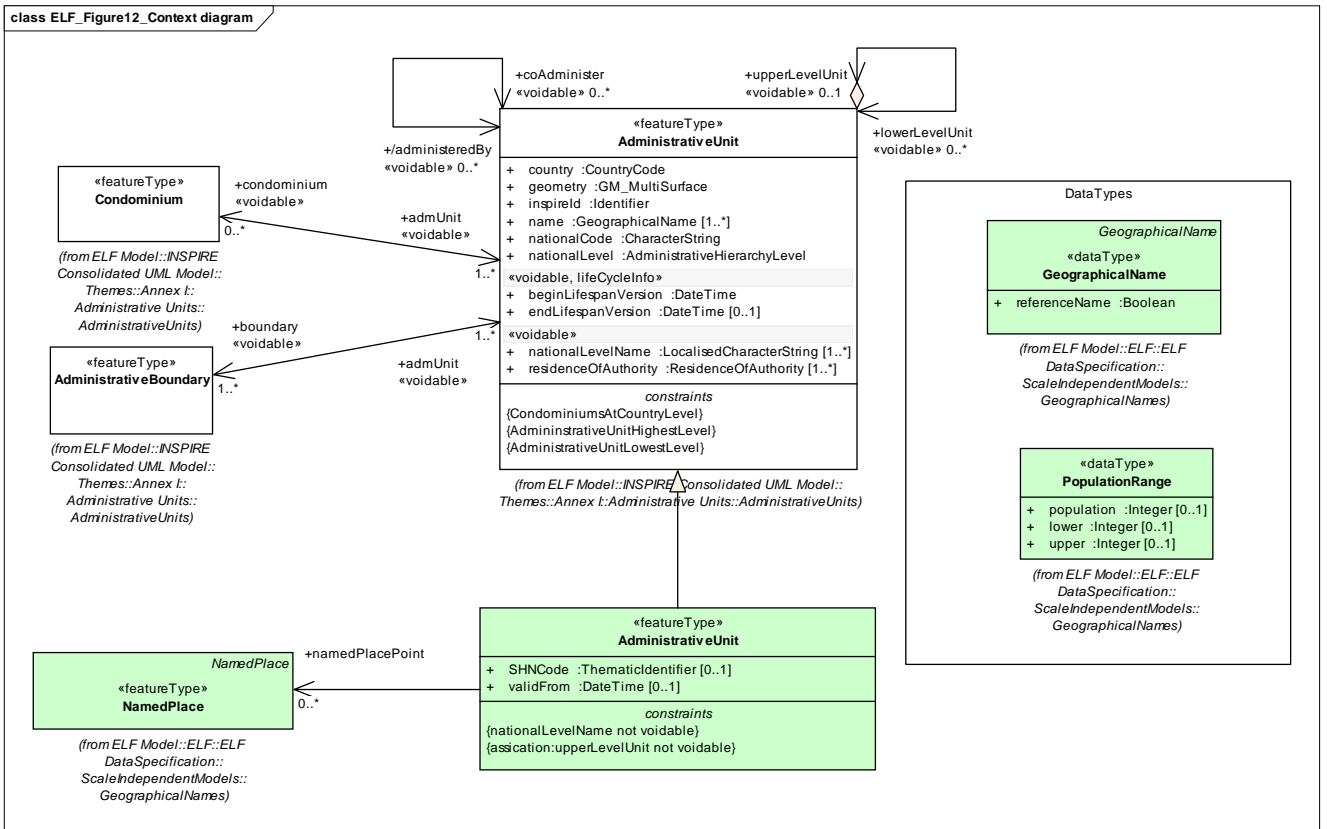 class ELF_Figure12_Context diagram
+coAdminister
«voidable» 0..*
+upperLevelUnit
«voidable» 0..1
+/administeredBy
«voidable» 0..*
+lowerLevelUnit
«voidable» 0..*
«featureType»
AdministrativeUnit
+ country :CountryCode
+ geometry :GM_MultiSurface
+ inspireId :Identifier
+ name :GeographicalName [1..*]
+ nationalCode :CharacterString
+ nationalLevel :AdministrativeHierarchyLevel
«voidable, lifeCycleInfo»
+ beginLifespanVersion :DateTime
+ endLifespanVersion :DateTime [0..1]
«voidable»
+ nationalLevelName :LocalisedCharacterString [1..*]
+ residenceOfAuthority :ResidenceOfAuthority [1..*]
constraints
{CondominiumsAtCountryLevel}
{AdmininstrativeUnitHighestLevel}
{AdministrativeUnitLowestLevel}
(from ELF Model::INSPIRE Consolidated UML Model::
Themes::Annex I::Administrative Units::AdministrativeUnits)
«featureType»
Condominium
(from ELF Model::INSPIRE
Consolidated UML Model::
Themes::Annex I::
Administrative Units::
AdministrativeUnits)
+condominium
«voidable»
0..*
+admUnit
«voidable»
1..*
«featureType»
AdministrativeBoundary
(from ELF Model::INSPIRE
Consolidated UML Model::
Themes::Annex I::
Administrative Units::
AdministrativeUnits)
+boundary
«voidable»
1..*
1..*
+admUnit
«voidable»
DataTypes
GeographicalName
«dataType»
GeographicalName
+ referenceName :Boolean
(from ELF Model::ELF::ELF
DataSpecification::
ScaleIndependentModels::
GeographicalNames)
«dataType»
PopulationRange
+ population :Integer [0..1]
+ lower :Integer [0..1]
+ upper :Integer [0..1]
(from ELF Model::ELF::ELF
DataSpecification::
ScaleIndependentModels::
GeographicalNames)
«featureType»
AdministrativeUnit
+ SHNCode :ThematicIdentifier [0..1]
+ validFrom :DateTime [0..1]
constraints
{nationalLevelName not voidable}
{assication:upperLevelUnit not voidable}
+namedPlacePoint
0..*
NamedPlace
«featureType»
NamedPlace
(from ELF Model::ELF::ELF
DataSpecification::
ScaleIndependentModels::
GeographicalNames)